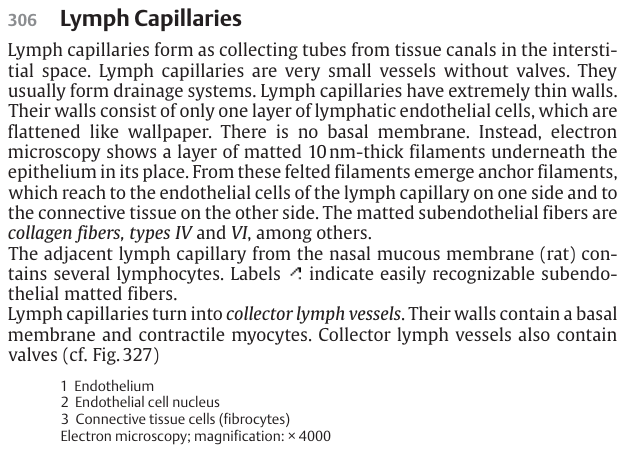 306 Lymph Capillaries
Lymph capillaries form as collecting tubes from tissue canals in the intersti-
tial space. Lymph capillaries are very small vessels without valves. They
usually form drainage systems. Lymph capillaries have extremely thin walls.
Their walls consist of only one layer of lymphatic endothelial cells, which are
flattened like wallpaper. There is no basal membrane. Instead, electron
microscopy shows a layer of matted 10 nm-thick filaments underneath the
epithelium in its place. From these felted filaments emerge anchor filaments,
which reach to the endothelial cells of the lymph capillary on one side and to
the connective tissue on the other side. The matted subendothelial fibers are
collagen fibers, types IV and VI, among others.
The adjacent lymph capillary from the nasal mucous membrane (rat) con-
tains several lymphocytes. Labels indicate easily recognizable subendo-
thelial matted fibers.
Lymph capillaries turn into collector lymph vessels. Their walls contain a basal
membrane and contractile myocytes. Collector lymph vessels also contain
valves (cf. Fig. 327)
1 Endothelium
2 Endothelial cell nucleus
3 Connective tissue cells (fibrocytes)
Electron microscopy; magnification: × 4000